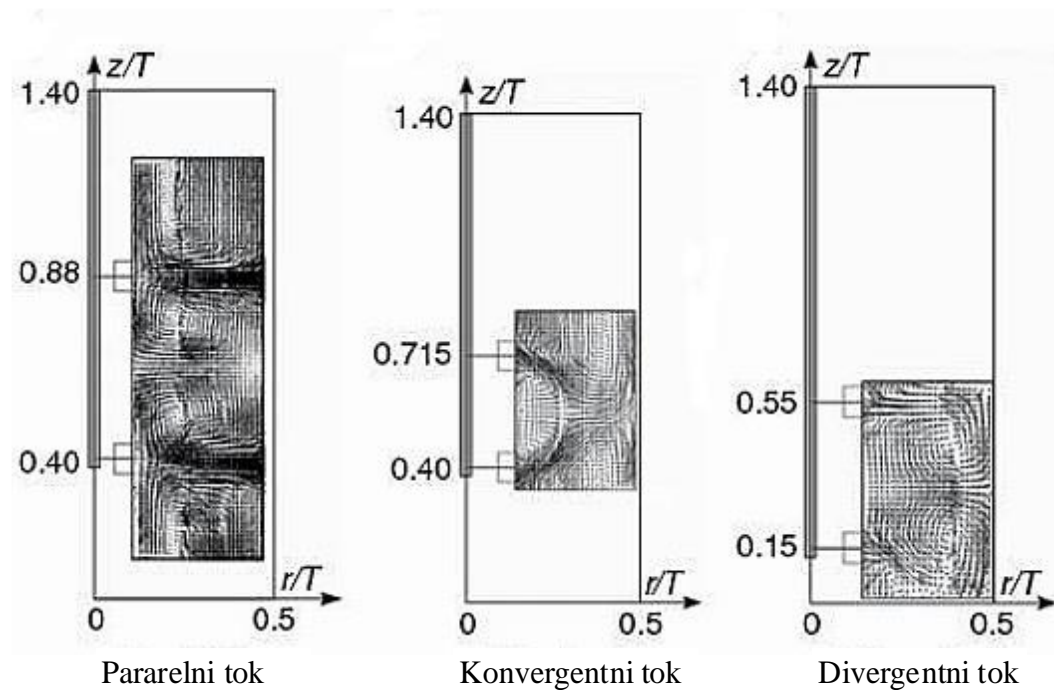 z/T
1.40
0.88
0.40
r/T
0
0.5
Pararelni tok
z/T
1.40
0.715
0.40
r/T
0
0.5
Konvergentni tok
z/T
1.40
0.55
0.15
r/T
0
0.5
Divergentni tok